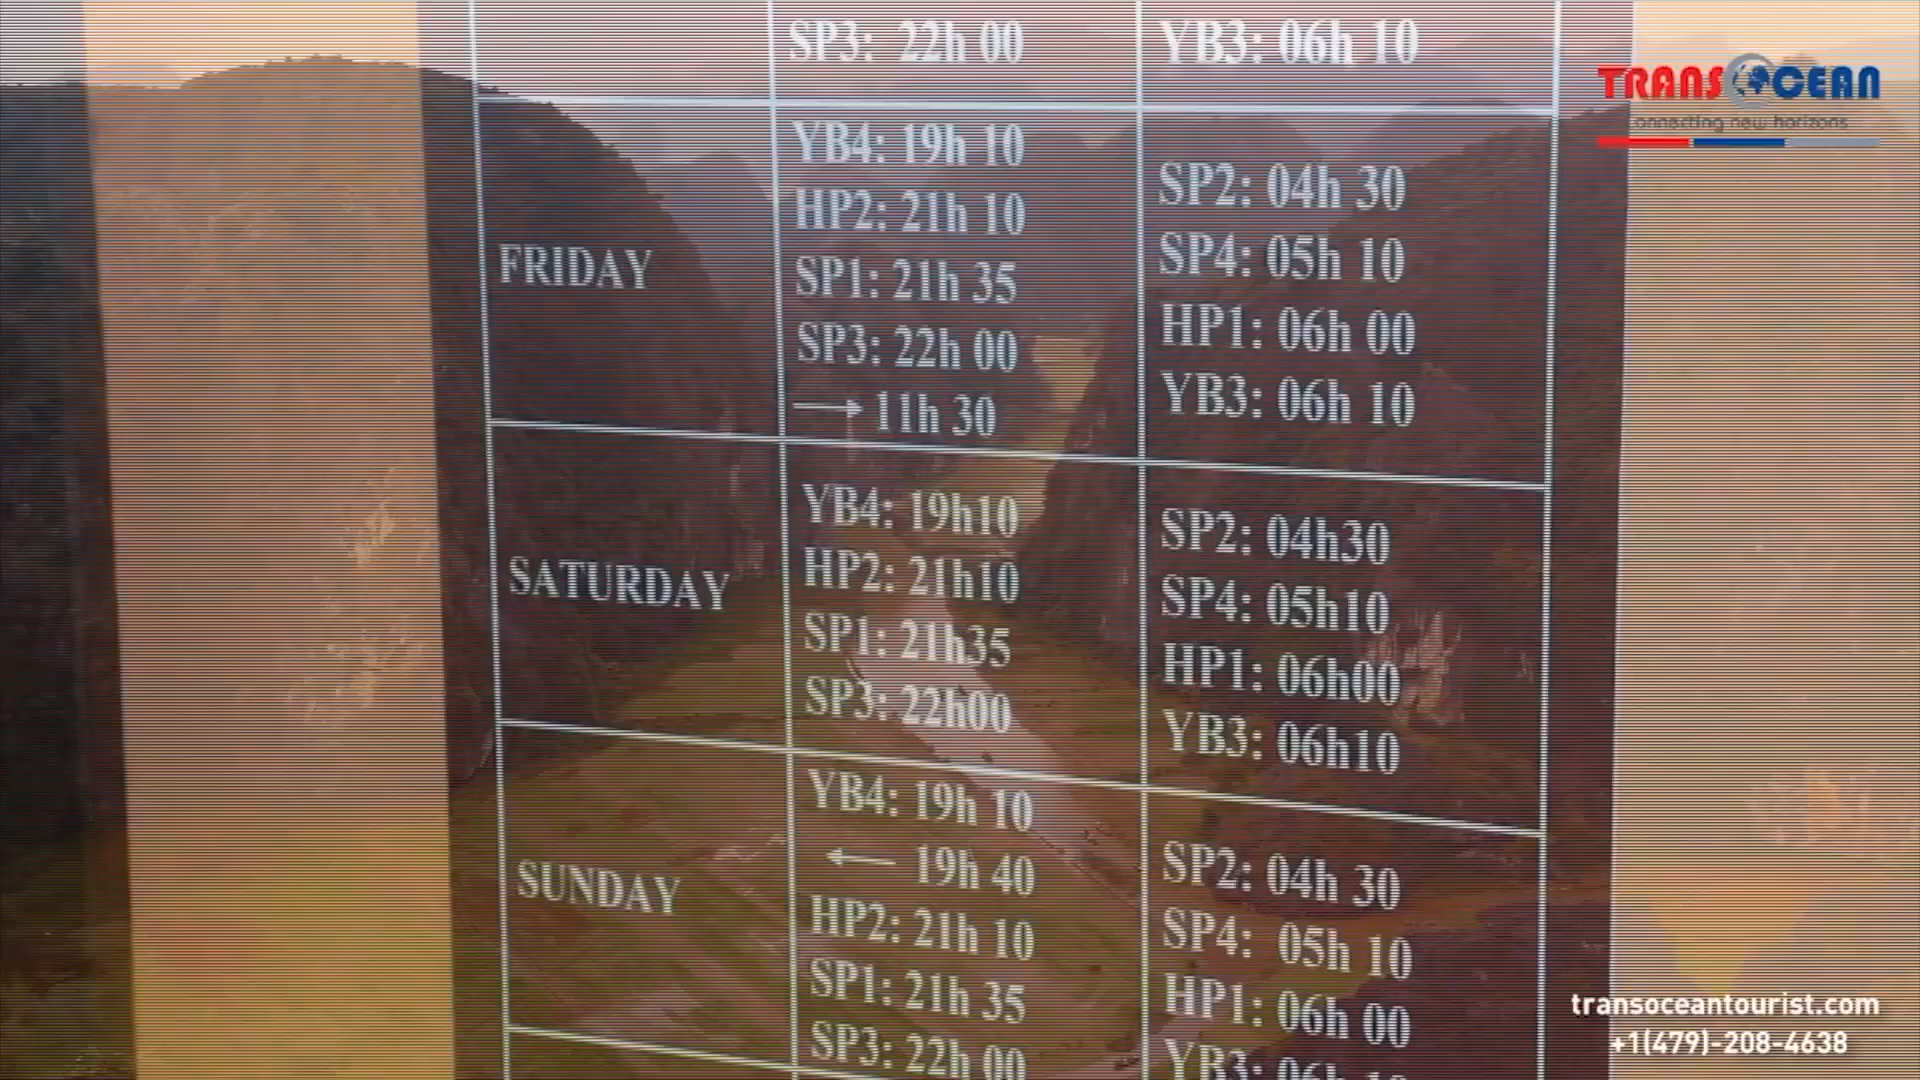 SP3: 22h 00
YB3: 06h 10
FRIDAY
YB4: 19h 10
HP2: 21h 10
SP1: 21h 35
SP3: 22h 00
→ 11h 30
SP2: 04h 30
SP4: 05h 10
HP1: 06h 00
YB3: 06h 10
SATURDAY
YB4: 19h10
HP2: 21h10
SP1: 21h35
SP3: 22h00
SP2: 04h30
SP4: 05h10
HP1: 06h00
YB3: 06h10
SUNDAY
YB4: 19h 10
← 19h 40
HP2: 21h 10
SP1: 21h 35
SP3: 22h 00
SP2: 04h 30
SP4: 05h 10
HP1: 06h 00
YB3: 06h 10
TRANSOCEAN
connecting new horizons
transoceantourist.com
+1(479)-208-4638